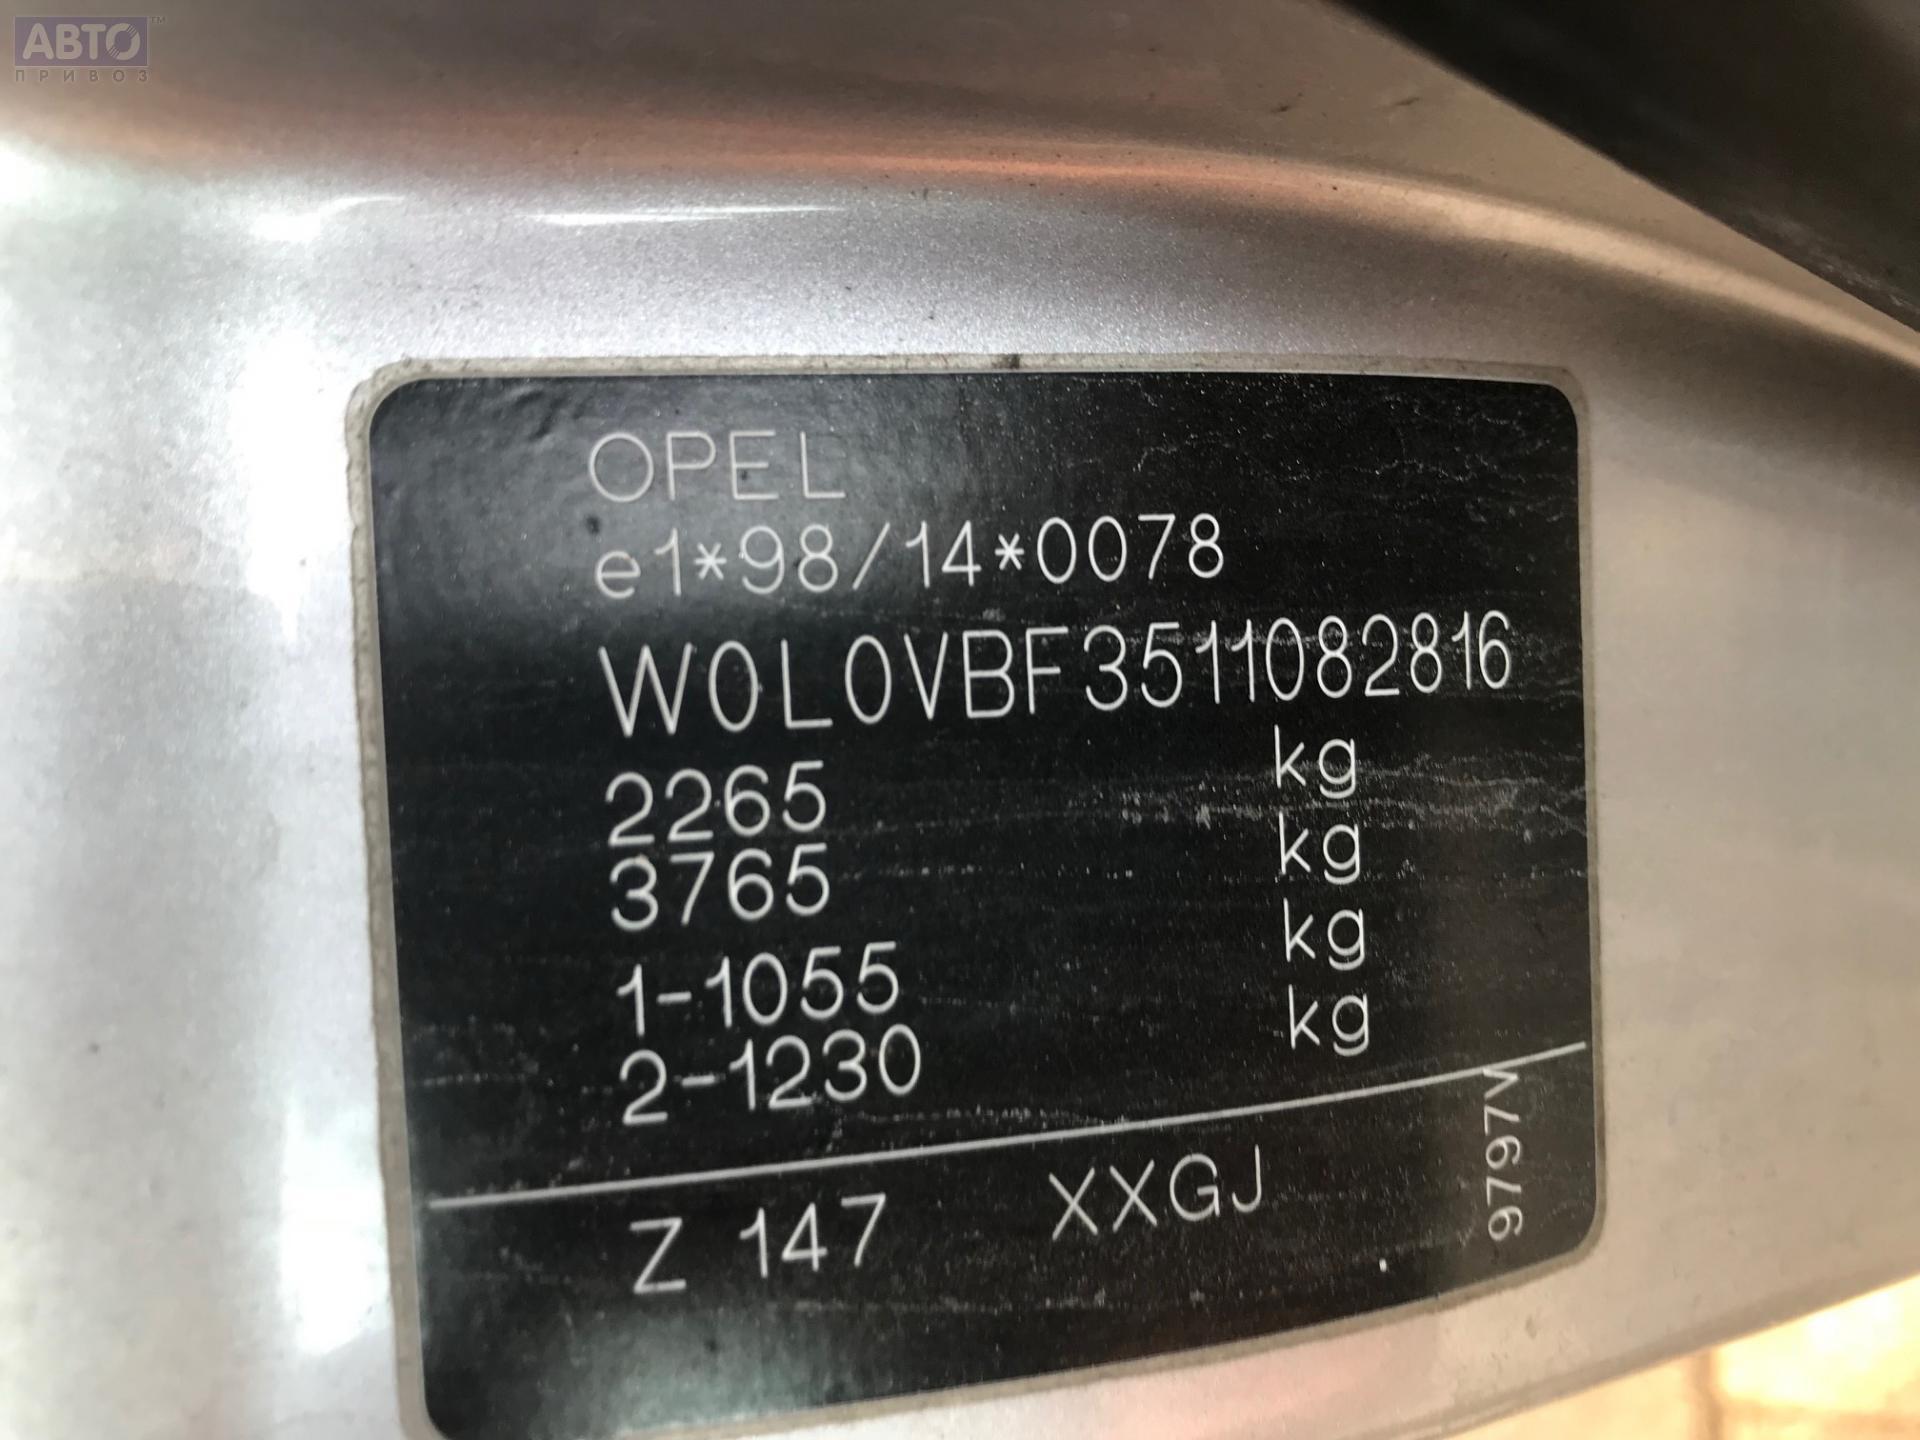 АВТО™
ПРИВОЗ
OPEL
e1*98/14*0078
W0L0VBF3511082816
2265 kg
3765 kg
1-1055 kg
2-1230 kg
Z 147 XXGJ
9797W